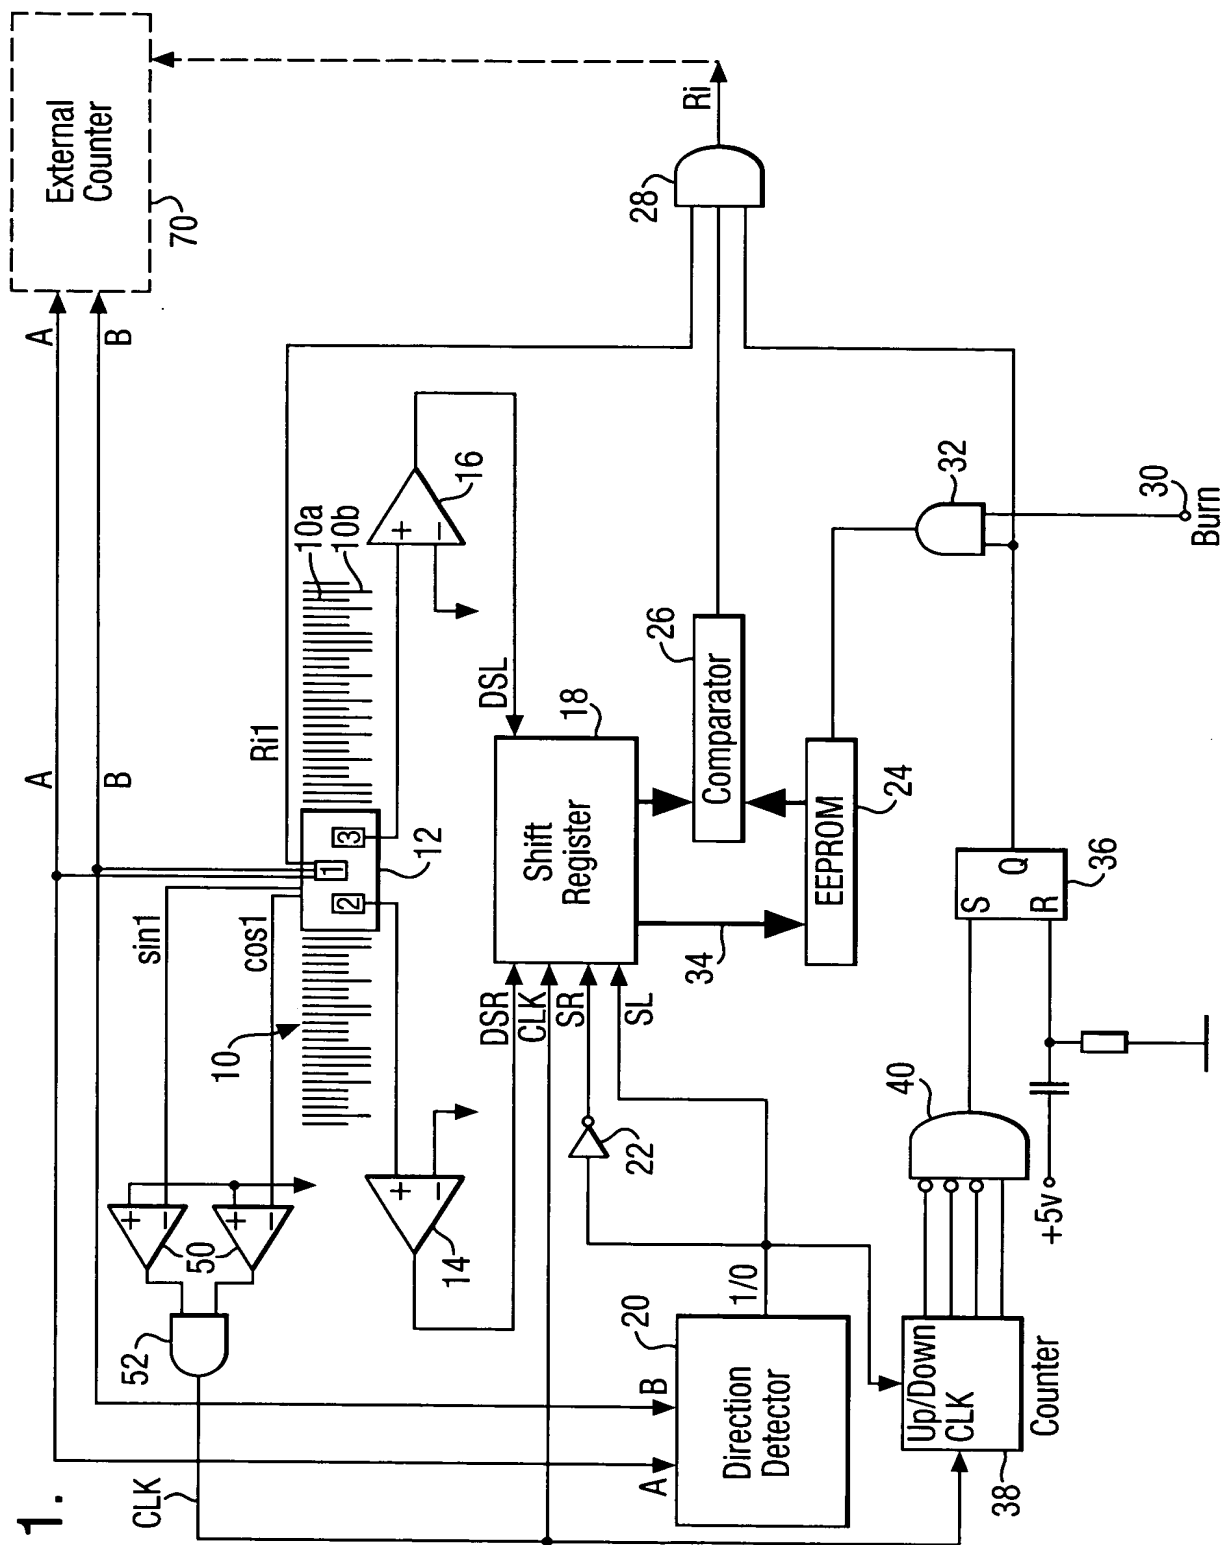 1.
A
B
External
Counter
70
A
B
Ri
28
sin1
cos1
10
2
1
3
12
Ri1
10a
10b
+
−
16
+
−
+
−
50
52
CLK
+
−
14
DSR
CLK
SR
SL
DSL
Shift
Register
18
34
22
A
B
20
Direction
Detector
1/0
Comparator
26
EEPROM
24
32
30
Burn
Up/Down
CLK
Counter
38
40
+5v
S
Q
R
36